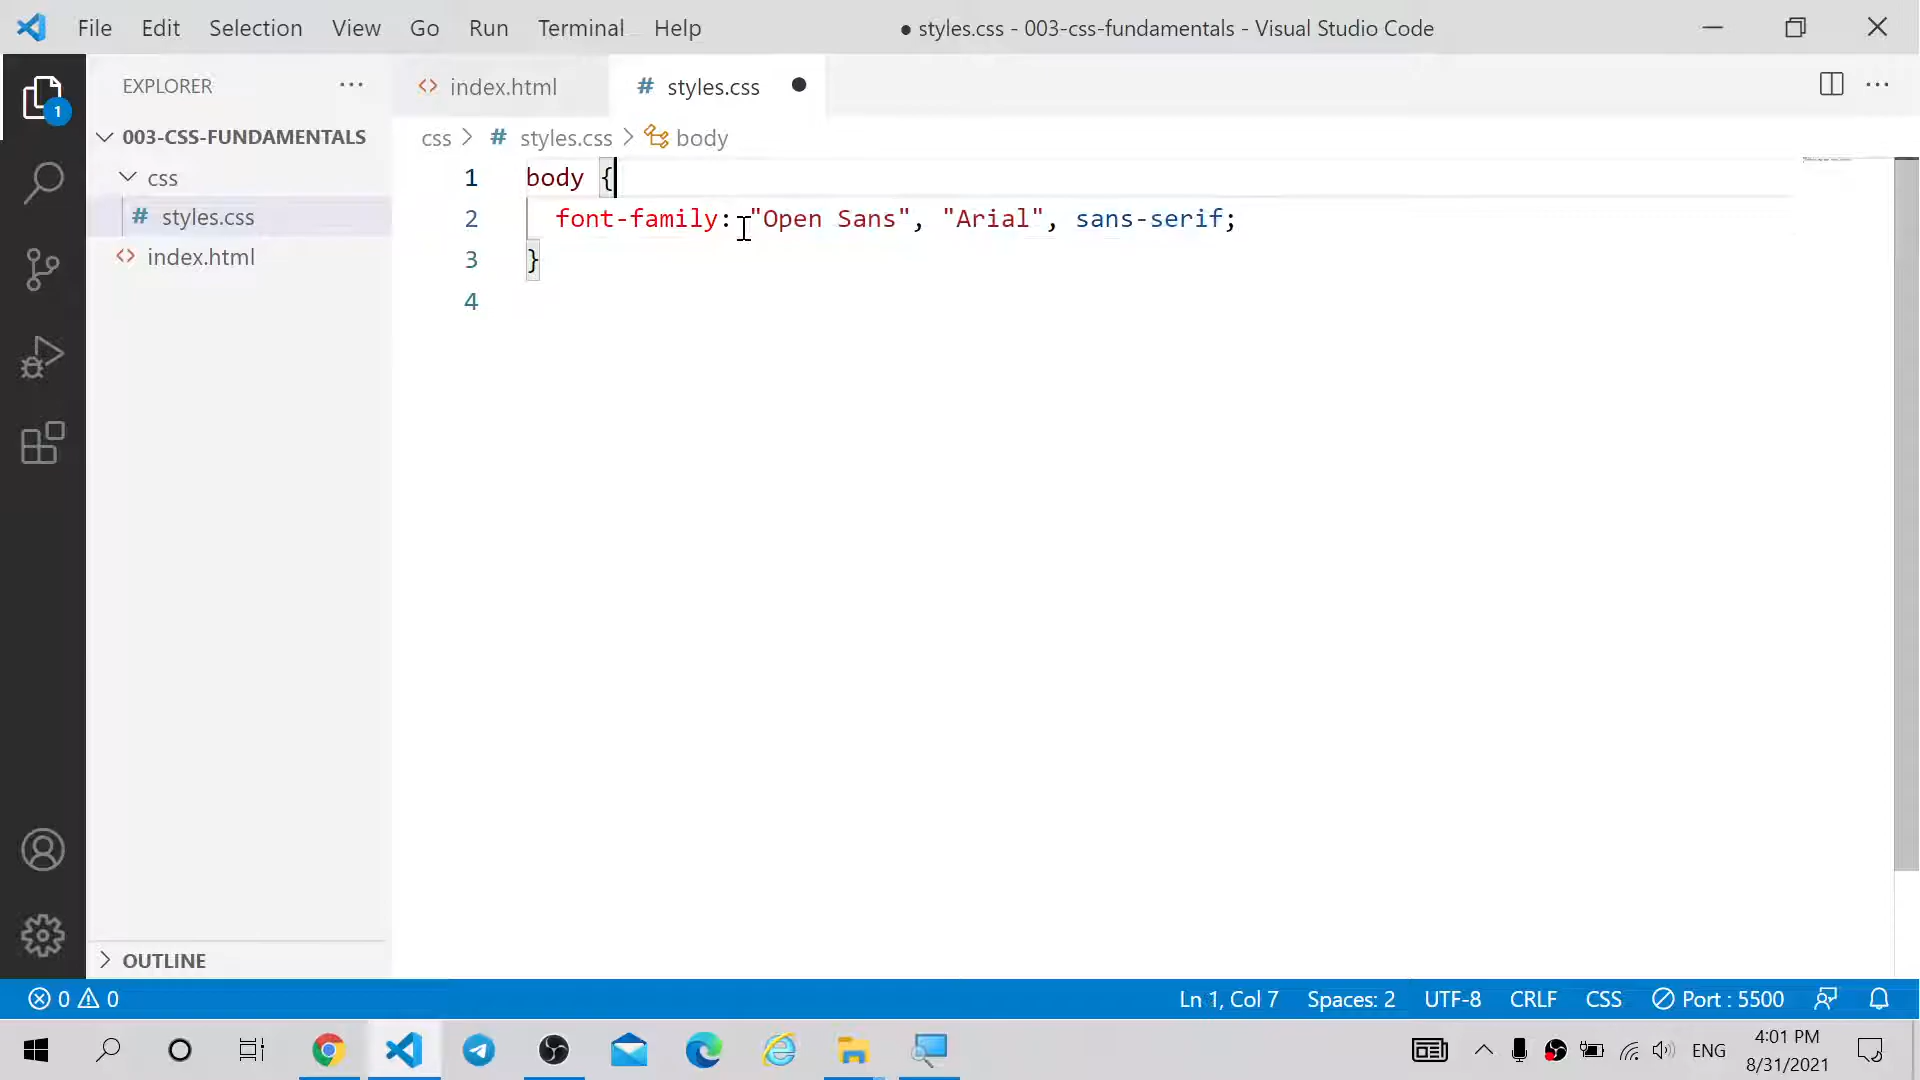 File Edit Selection View Go Run Terminal Help
● styles.css - 003-css-fundamentals - Visual Studio Code
EXPLORER
index.html
# styles.css
1
003-CSS-FUNDAMENTALS
css > # styles.css > body
css
# styles.css
index.html
1 body {
2 font-family: "Open Sans", "Arial", sans-serif;
3 }
4
OUTLINE
0 0
Ln 1, Col 7 Spaces: 2 UTF-8 CRLF CSS Port : 5500
ENG
4:01 PM
8/31/2021